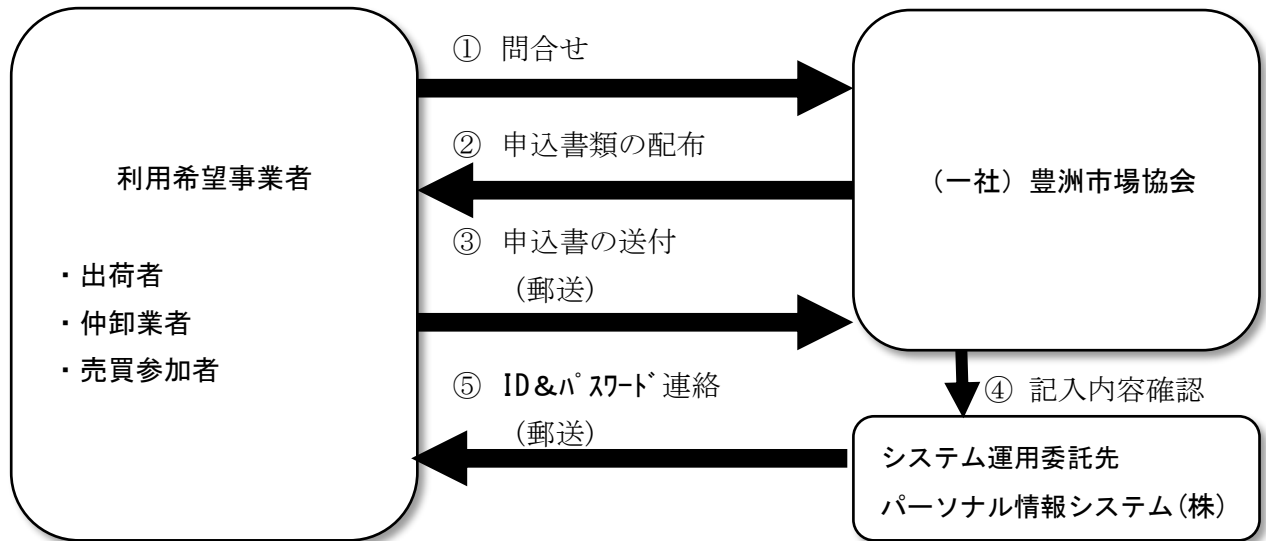 利用希望事業者
・出荷者
・仲卸業者
・売買参加者
① 問合せ
② 申込書類の配布
③ 申込書の送付
(郵送)
⑤ ID&ﾊﾟｽﾜｰﾄﾞ連絡
(郵送)
（一社）豊洲市場協会
④ 記入内容確認
システム運用委託先
パーソナル情報システム(株)